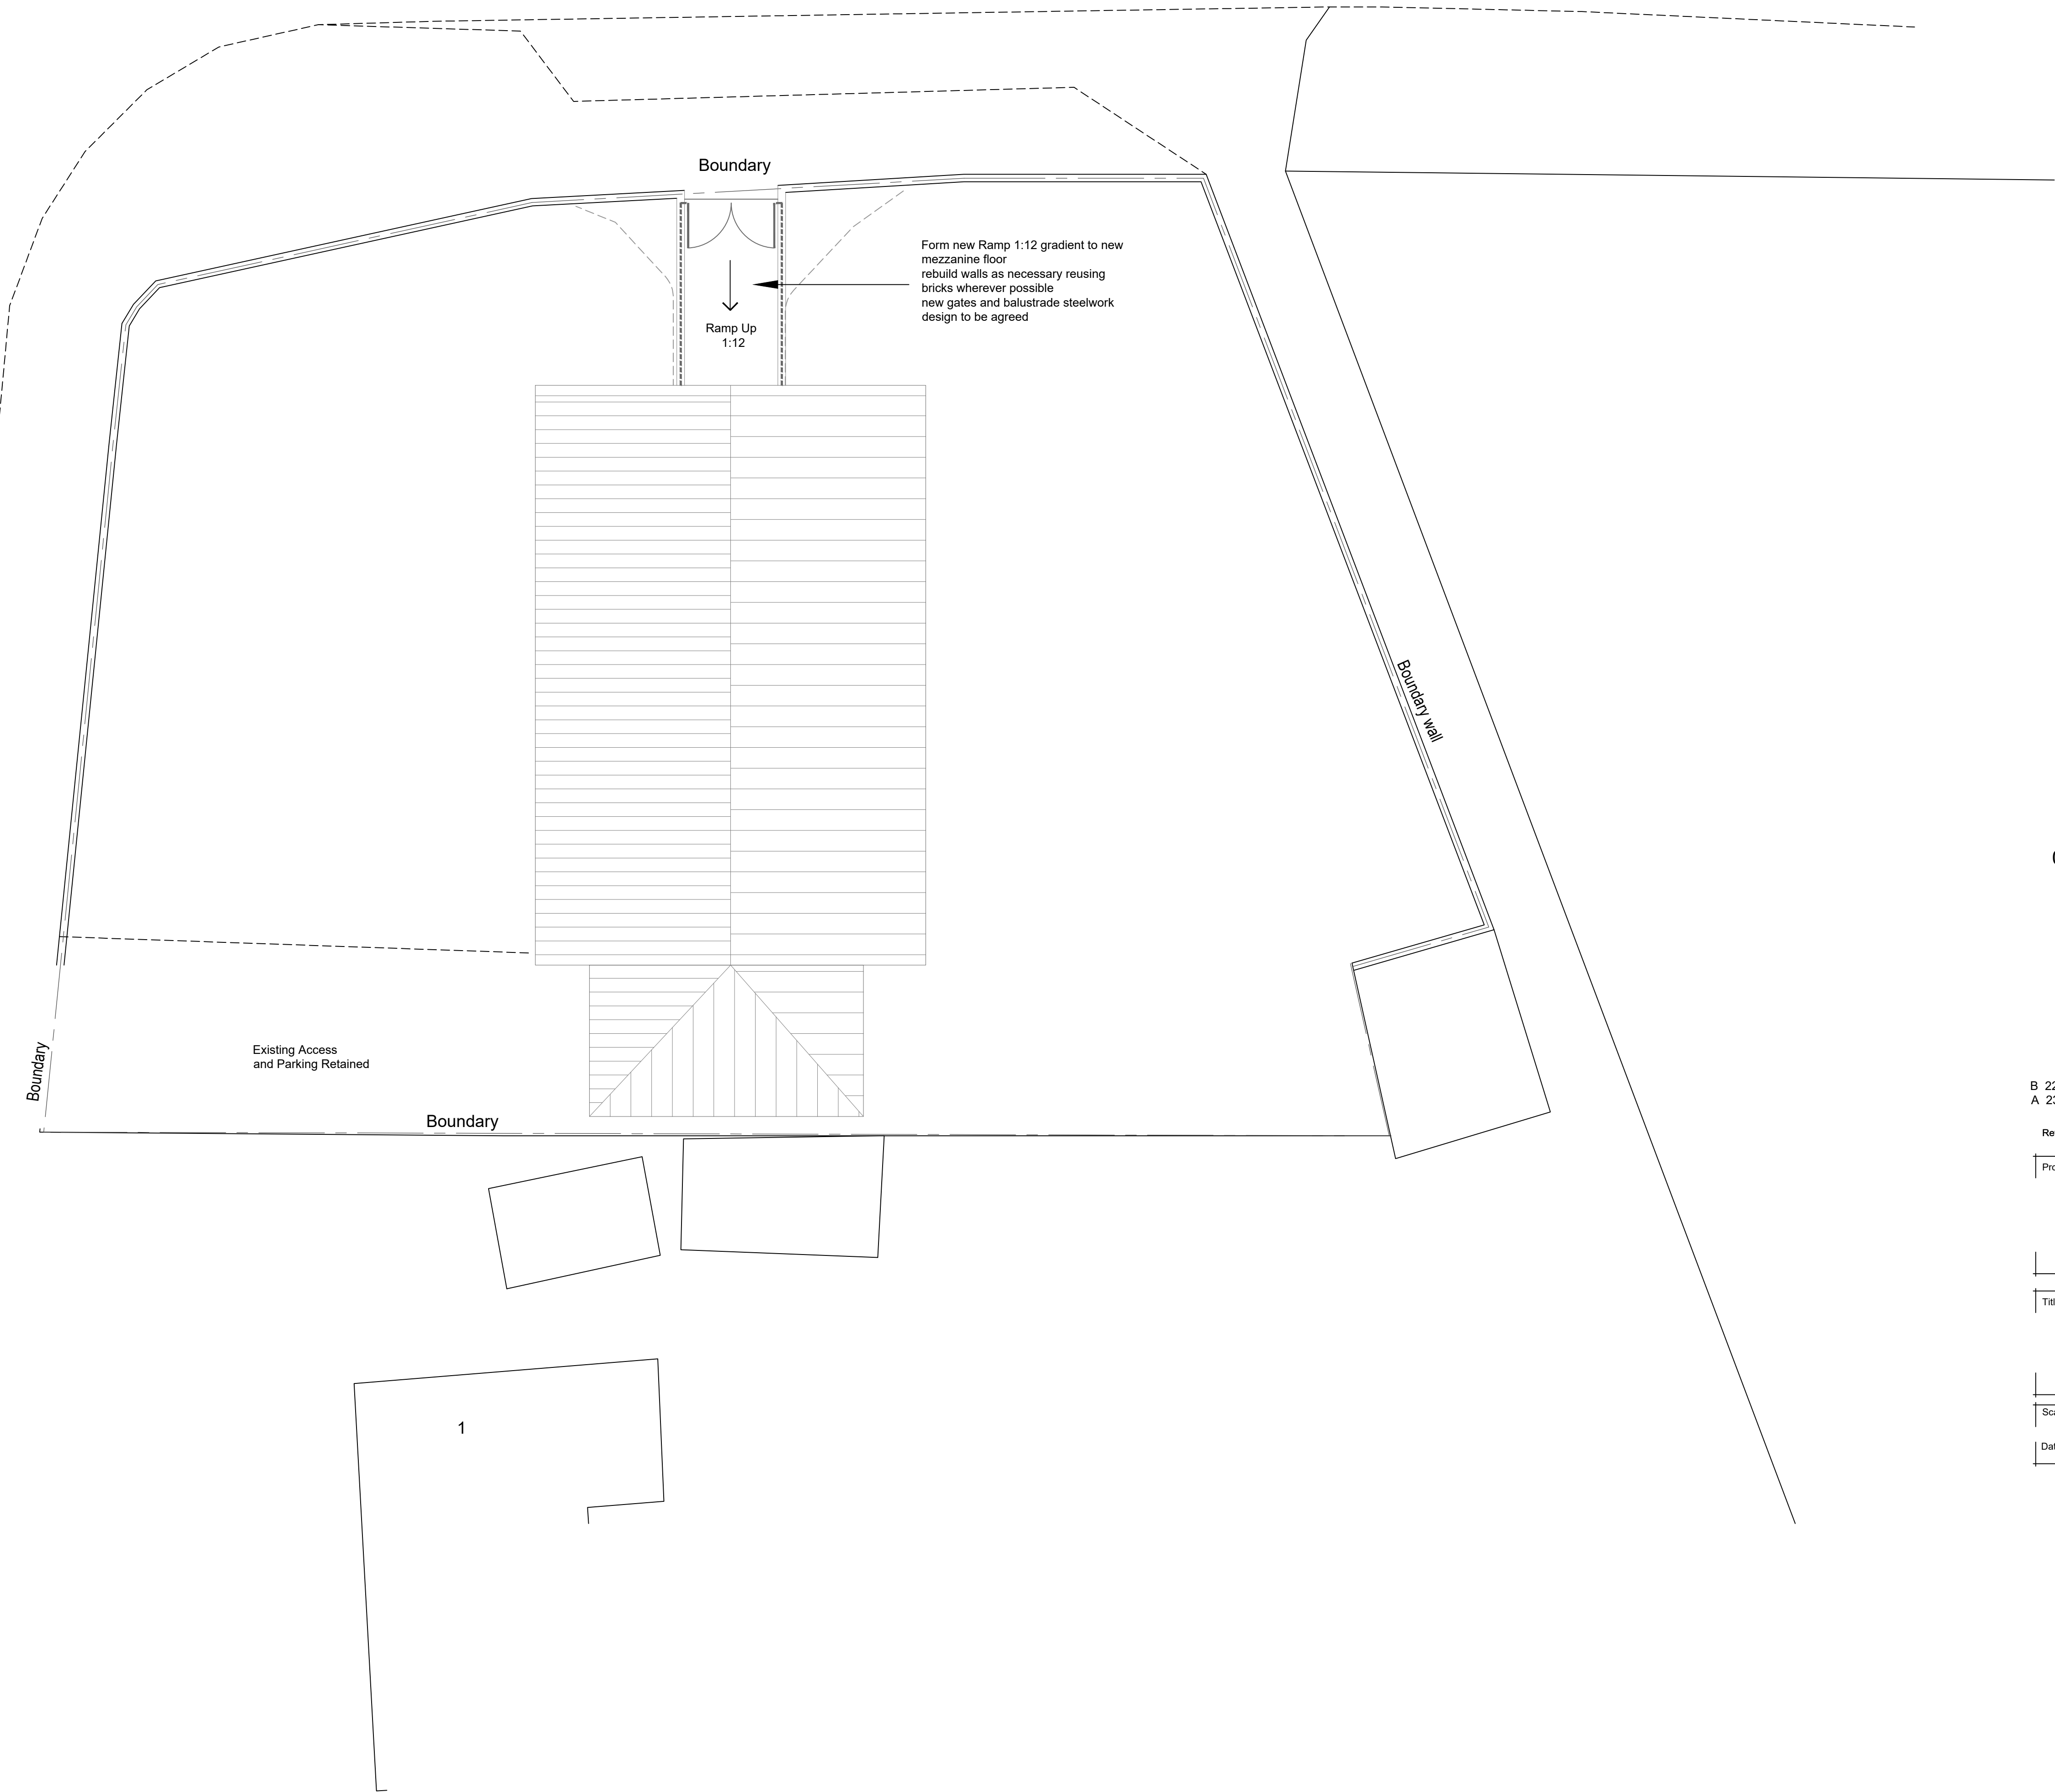 Boundary
Form new Ramp 1:12 gradient to new
mezzanine floor
rebuild walls as necessary reusing
bricks wherever possible
new gates and balustrade steelwork
design to be agreed
Ramp Up
1:12
Boundary wall
Existing Access
and Parking Retained
Boundary
Boundary
1
B 22
A 23